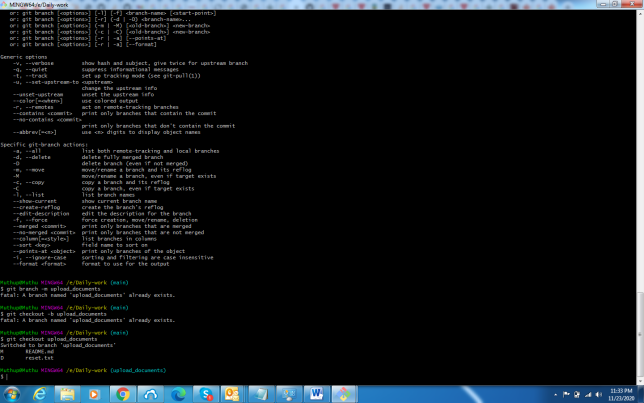 MINGW64:/e/Daily-work
or: git branch [<options>] [-l] [-f] <branch-name> [<start-point>]
or: git branch [<options>] [-r] (-d | -D) <branch-name>...
or: git branch [<options>] (-m | -M) [<old-branch>] <new-branch>
or: git branch [<options>] (-c | -C) [<old-branch>] <new-branch>
or: git branch [<options>] [-r | -a] [--points-at]
or: git branch [<options>] [-r | -a] [--format]
Generic options
-v, --verbose show hash and subject, give twice for upstream branch
-q, --quiet suppress informational messages
-t, --track set up tracking mode (see git-pull(1))
-u, --set-upstream-to <upstream>
change the upstream info
--unset-upstream unset the upstream info
--color[=<when>] use colored output
-r, --remotes act on remote-tracking branches
--contains <commit> print only branches that contain the commit
--no-contains <commit>
print only branches that don't contain the commit
--abbrev[=<n>] use <n> digits to display object names
Specific git-branch actions:
-a, --all list both remote-tracking and local branches
-d, --delete delete fully merged branch
-D delete branch (even if not merged)
-m, --move move/rename a branch and its reflog
-M move/rename a branch, even if target exists
-c, --copy copy a branch and its reflog
-C copy a branch, even if target exists
-l, --list list branch names
--show-current show current branch name
--create-reflog create the branch's reflog
--edit-description edit the description for the branch
-f, --force force creation, move/rename, deletion
--merged <commit> print only branches that are merged
--no-merged <commit> print only branches that are not merged
--column[=<style>] list branches in columns
--sort <key> field name to sort on
--points-at <object> print only branches of the object
-i, --ignore-case sorting and filtering are case insensitive
--format <format> format to use for the output
Muthup@Muthu MINGW64 /e/Daily-work (main)
$ git branch -m upload_documents
fatal: A branch named 'upload_documents' already exists.
Muthup@Muthu MINGW64 /e/Daily-work (main)
$ git checkout -b upload_documents
fatal: A branch named 'upload_documents' already exists.
Muthup@Muthu MINGW64 /e/Daily-work (main)
$ git checkout upload_documents
Switched to branch 'upload_documents'
M README.md
D reset.txt
Muthup@Muthu MINGW64 /e/Daily-work (upload_documents)
$
11:33 PM
11/23/2020